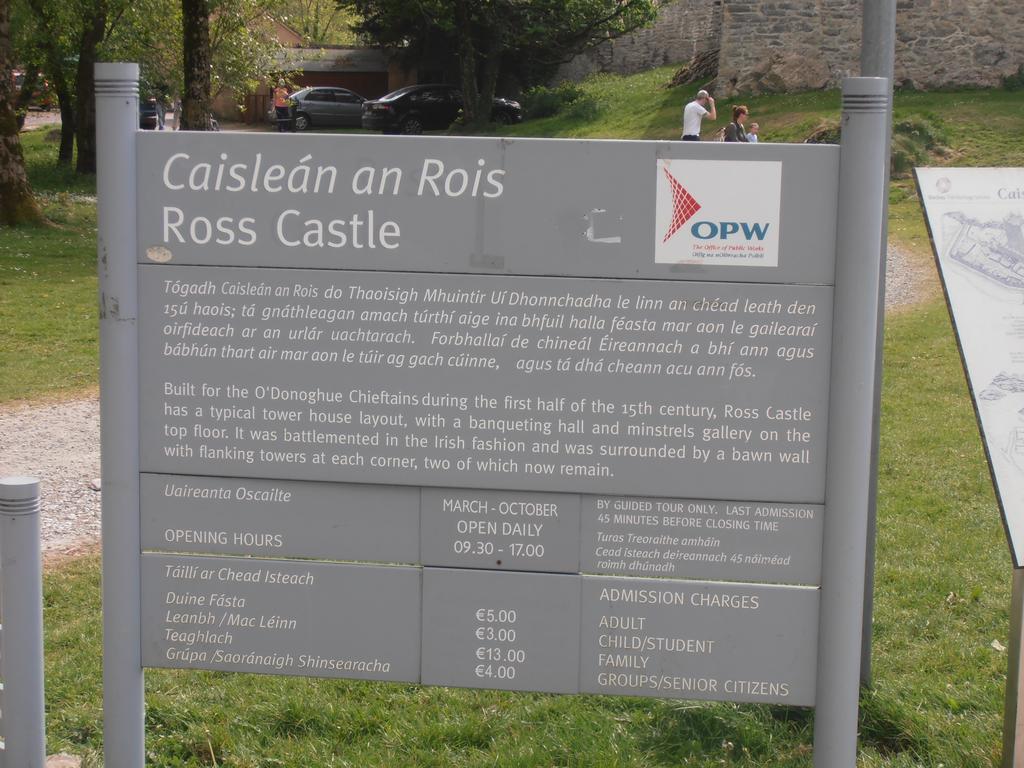 Caisleán an Rois
Ross Castle
OPW
The Office of Public Works
Oifig na nOibreacha Poiblí
Tógadh Caisleán an Rois do Thaoisigh Mhuintir Uí Dhonnchadha le linn an chéad leath den
15ú haois; tá gnáthleagan amach túrthí aige ina bhfuil halla féasta mar aon le gailearaí
oirfideach ar an urlár uachtarach. Forbhallaí de chineál Éireannach a bhí ann agus
bábhún thart air mar aon le túir ag gach cúinne, agus tá dhá cheann acu ann fós.
Built for the O'Donoghue Chieftains during the first half of the 15th century, Ross Castle
has a typical tower house layout, with a banqueting hall and minstrels gallery on the
top floor. It was battlemented in the Irish fashion and was surrounded by a bawn wall
with flanking towers at each corner, two of which now remain.
Uaireanta Oscailte
OPENING HOURS
MARCH - OCTOBER
OPEN DAILY
09.30 - 17.00
BY GUIDED TOUR ONLY. LAST ADMISSION
45 MINUTES BEFORE CLOSING TIME
Turas Treoraithe amháin
Cead isteach deireannach 45 nóiméad
roimh dhúnadh
Táillí ar Chead Isteach
Duine Fásta
Leanbh /Mac Léinn
Teaghlach
Grúpa /Saoránaigh Shinsearacha
€5.00
€3.00
€13.00
€4.00
ADMISSION CHARGES
ADULT
CHILD/STUDENT
FAMILY
GROUPS/SENIOR CITIZENS